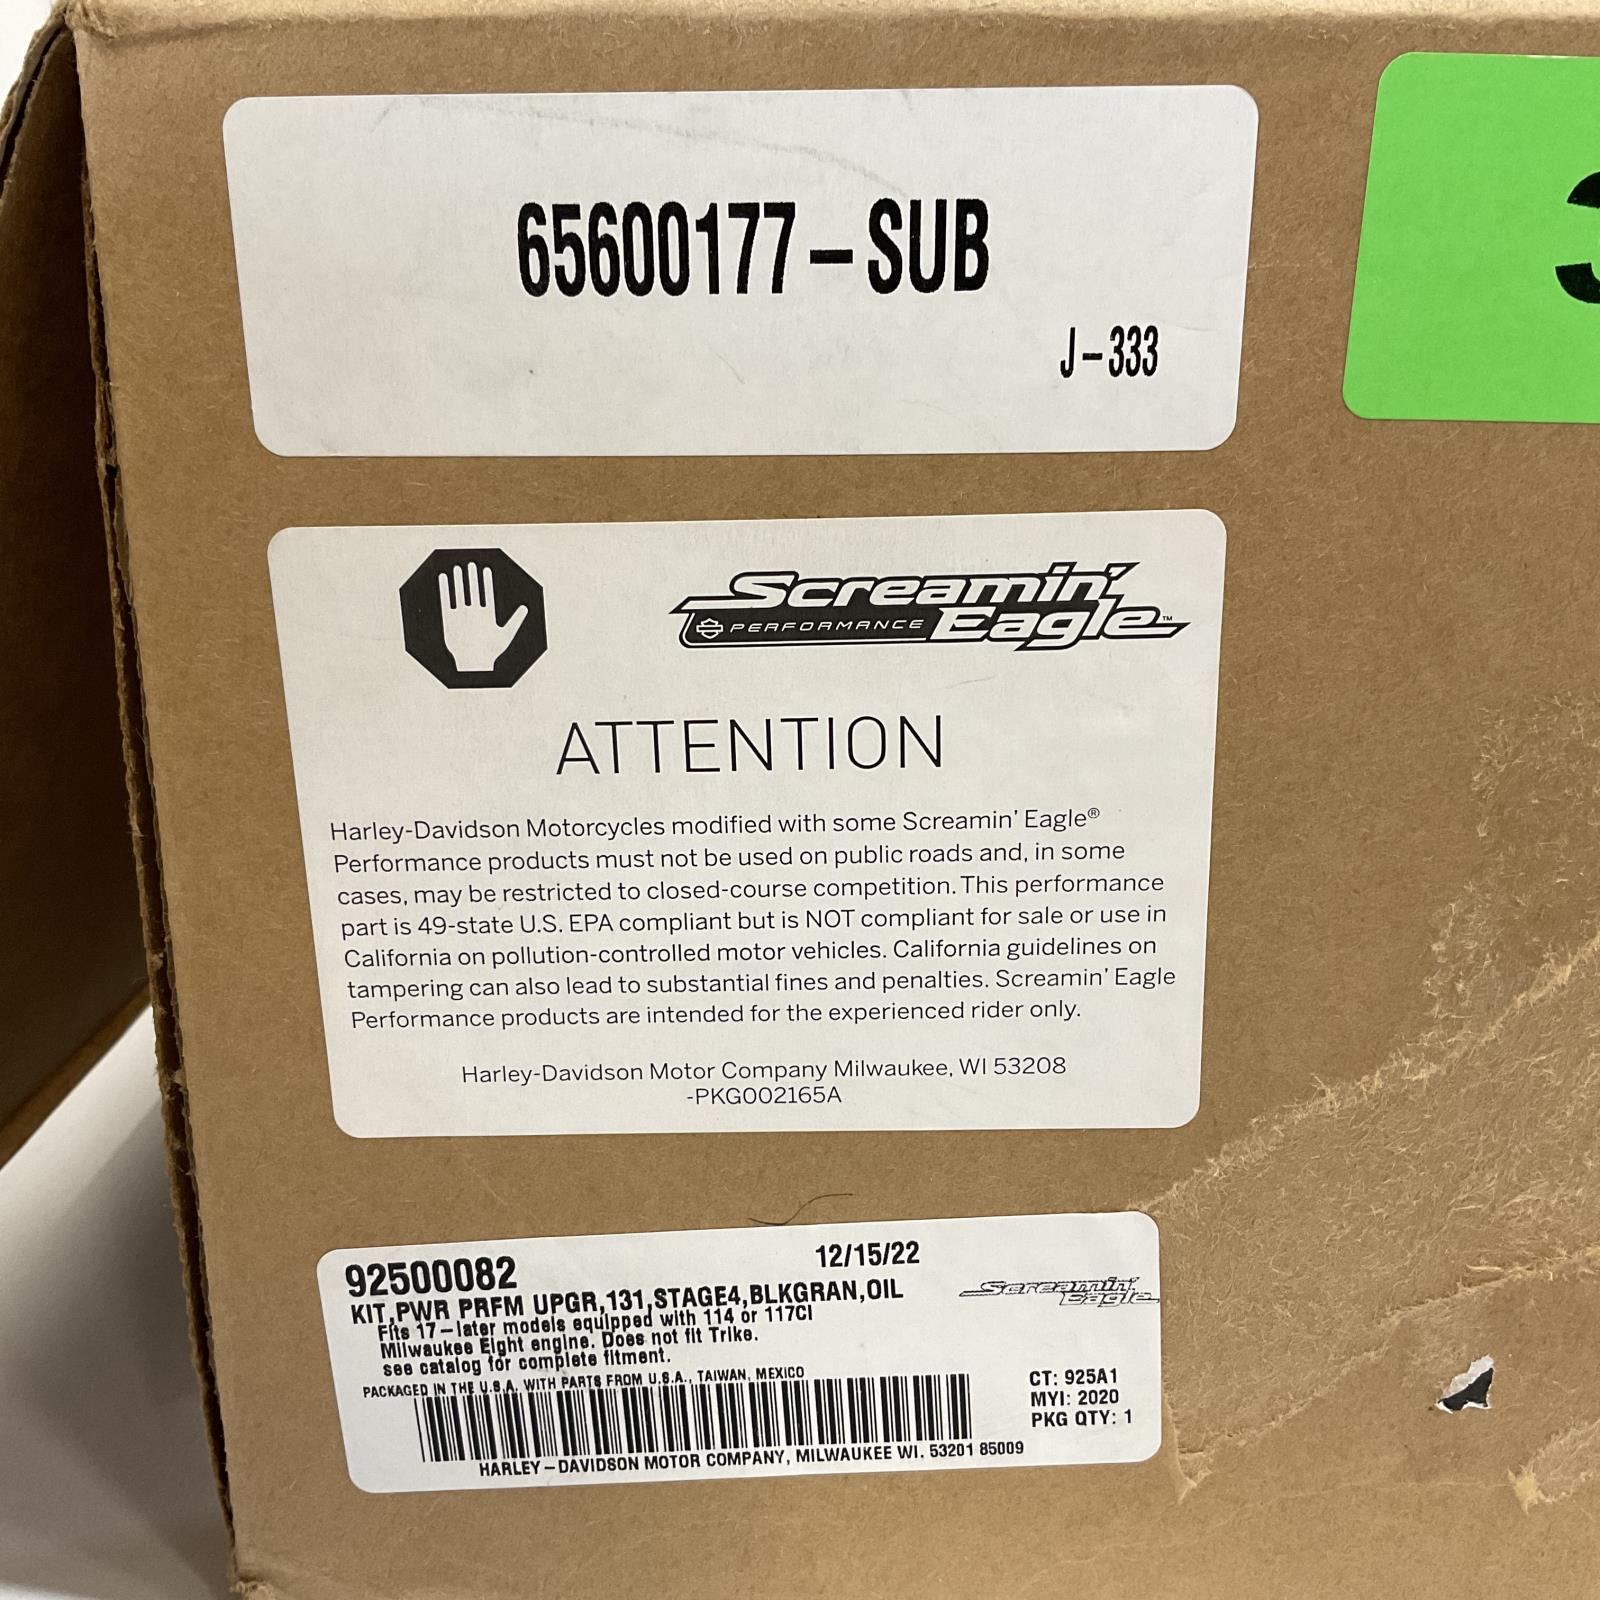 65600177-SUB
J-333
Screamin'
PERFORMANCE Eagle™
ATTENTION
Harley-Davidson Motorcycles modified with some Screamin' Eagle®
Performance products must not be used on public roads and, in some
cases, may be restricted to closed-course competition. This performance
part is 49-state U.S. EPA compliant but is NOT compliant for sale or use in
California on pollution-controlled motor vehicles. California guidelines on
tampering can also lead to substantial fines and penalties. Screamin' Eagle
Performance products are intended for the experienced rider only.
Harley-Davidson Motor Company Milwaukee, WI 53208
-PKG002165A
92500082 12/15/22
KIT,PWR PRFM UPGR,131,STAGE4,BLKGRAN,OIL
Screamin'
Eagle
Fits 17-later models equipped with 114 or 117CI
Milwaukee Eight engine. Does not fit Trike.
see catalog for complete fitment.
PACKAGED IN THE U.S.A. WITH PARTS FROM U.S.A., TAIWAN, MEXICO
CT: 925A1
MYI: 2020
PKG QTY: 1
HARLEY-DAVIDSON MOTOR COMPANY, MILWAUKEE WI. 53201 85009